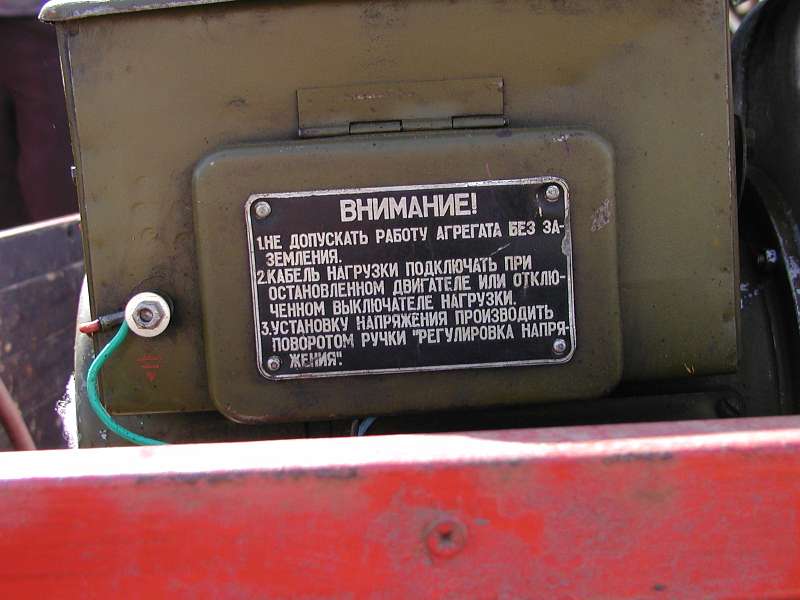 ВНИМАНИЕ!
1.НЕ ДОПУСКАТЬ РАБОТУ АГРЕГАТА БЕЗ ЗА-
ЗЕМЛЕНИЯ.
2.КАБЕЛЬ НАГРУЗКИ ПОДКЛЮЧАТЬ ПРИ
ОСТАНОВЛЕННОМ ДВИГАТЕЛЕ ИЛИ ОТКЛЮ-
ЧЕННОМ ВЫКЛЮЧАТЕЛЕ НАГРУЗКИ.
3.УСТАНОВКУ НАПРЯЖЕНИЯ ПРОИЗВОДИТЬ
ПОВОРОТОМ РУЧКИ "РЕГУЛИРОВКА НАПРЯ-
ЖЕНИЯ".